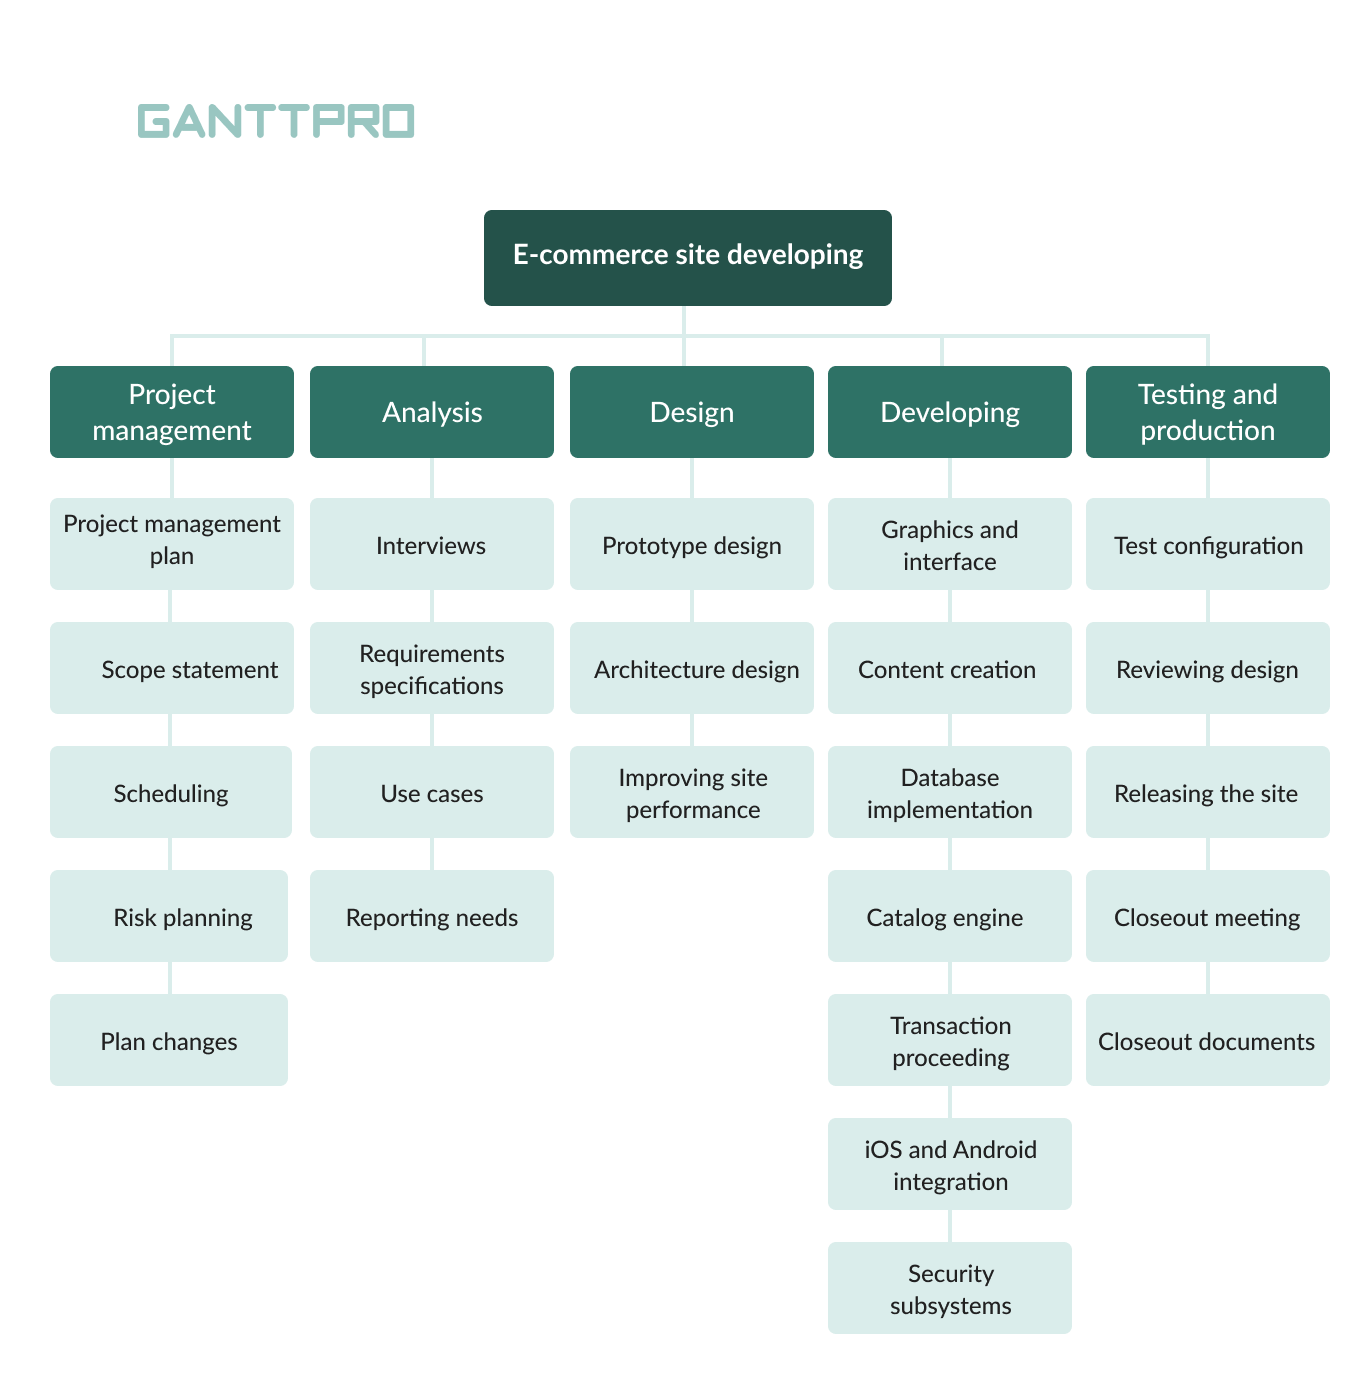 GANTTPRO
E-commerce site developing
Project
management
Project management
plan
Scope statement
Scheduling
Risk planning
Plan changes
Analysis
Interviews
Requirements
specifications
Use cases
Reporting needs
Design
Prototype design
Architecture design
Improving site
performance
Developing
Graphics and
interface
Content creation
Database
implementation
Catalog engine
Transaction
proceeding
iOS and Android
integration
Security
subsystems
Testing and
production
Test configuration
Reviewing design
Releasing the site
Closeout meeting
Closeout documents